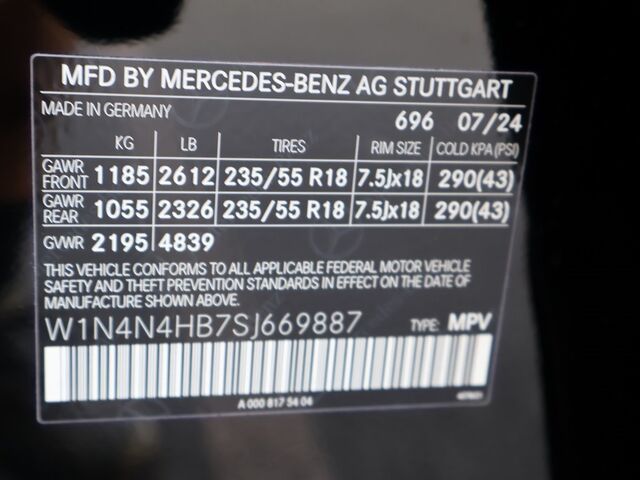 MFD BY MERCEDES-BENZ AG STUTTGART
MADE IN GERMANY 696 07/24
KG LB TIRES RIM SIZE COLD KPA(PSI)
GAWR FRONT 1185 2612 235/55 R18 7.5Jx18 290(43)
GAWR REAR 1055 2326 235/55 R18 7.5Jx18 290(43)
GVWR 2195 4839
THIS VEHICLE CONFORMS TO ALL APPLICABLE FEDERAL MOTOR VEHICLE
SAFETY AND THEFT PREVENTION STANDARDS IN EFFECT ON THE DATE
OF MANUFACTURE SHOWN ABOVE.
W1N4N4HB7SJ669887 TYPE: MPV
A 000 817 54 04